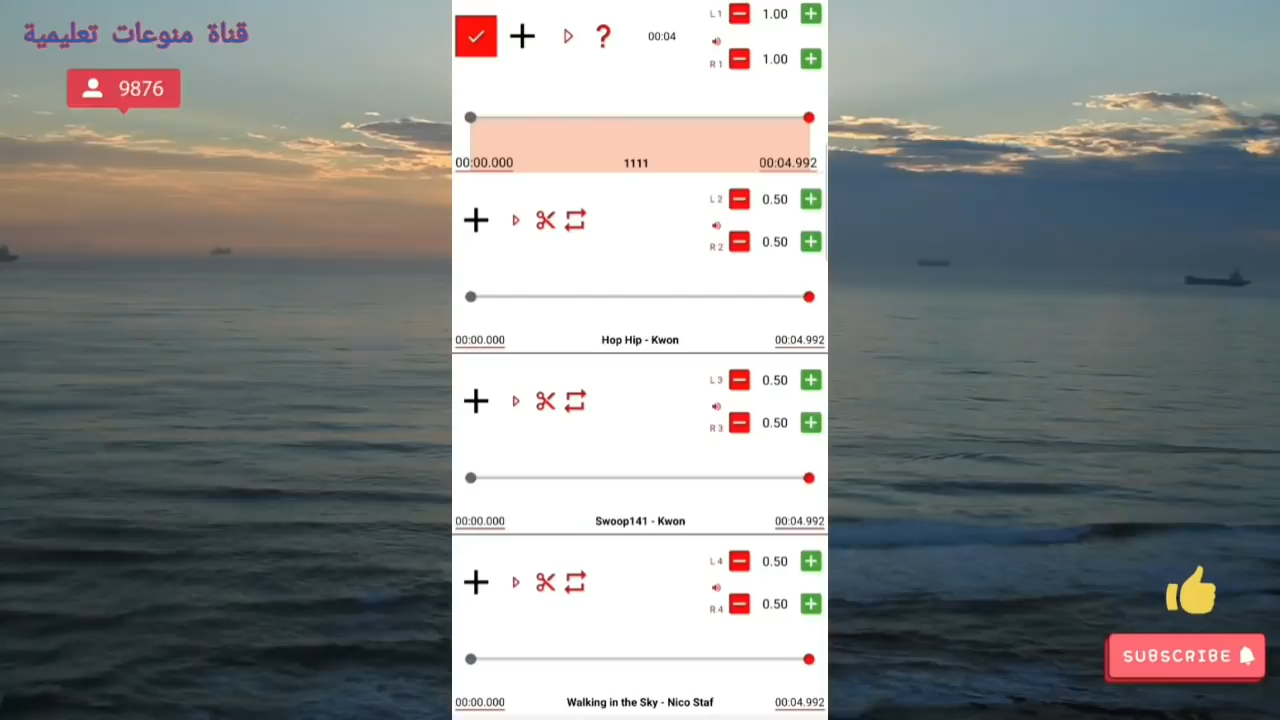 قناة منوعات تعليمية
9876
00:04
L 1
1.00
R 1
1.00
00:00.000
1111
00:04.992
L 2
0.50
R 2
0.50
00:00.000
Hop Hip - Kwon
00:04.992
L 3
0.50
R 3
0.50
00:00.000
Swoop141 - Kwon
00:04.992
L 4
0.50
R 4
0.50
00:00.000
Walking in the Sky - Nico Staf
00:04.992
SUBSCRIBE